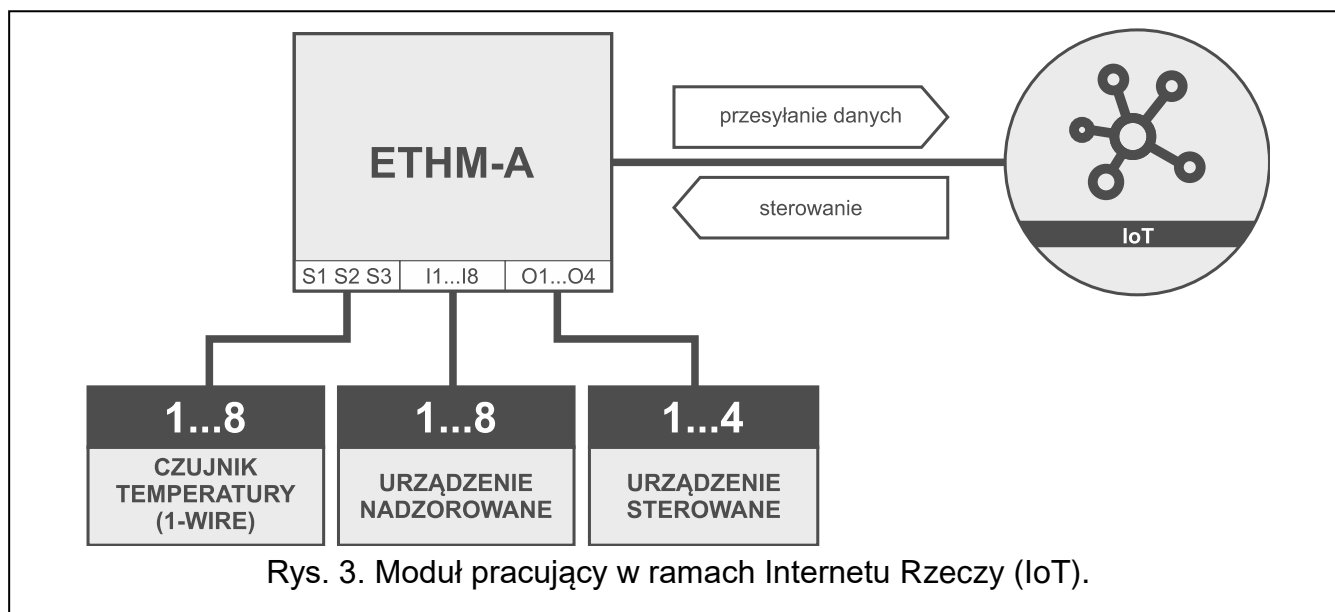 ETHM-A
przesyłanie danych
sterowanie
IoT
S1 S2 S3
I1...I8
O1...O4
1...8
CZUJNIK
TEMPERATURY
(1-WIRE)
1...8
URZĄDZENIE
NADZOROWANE
1...4
URZĄDZENIE
STEROWANE
Rys. 3. Moduł pracujący w ramach Internetu Rzeczy (IoT).